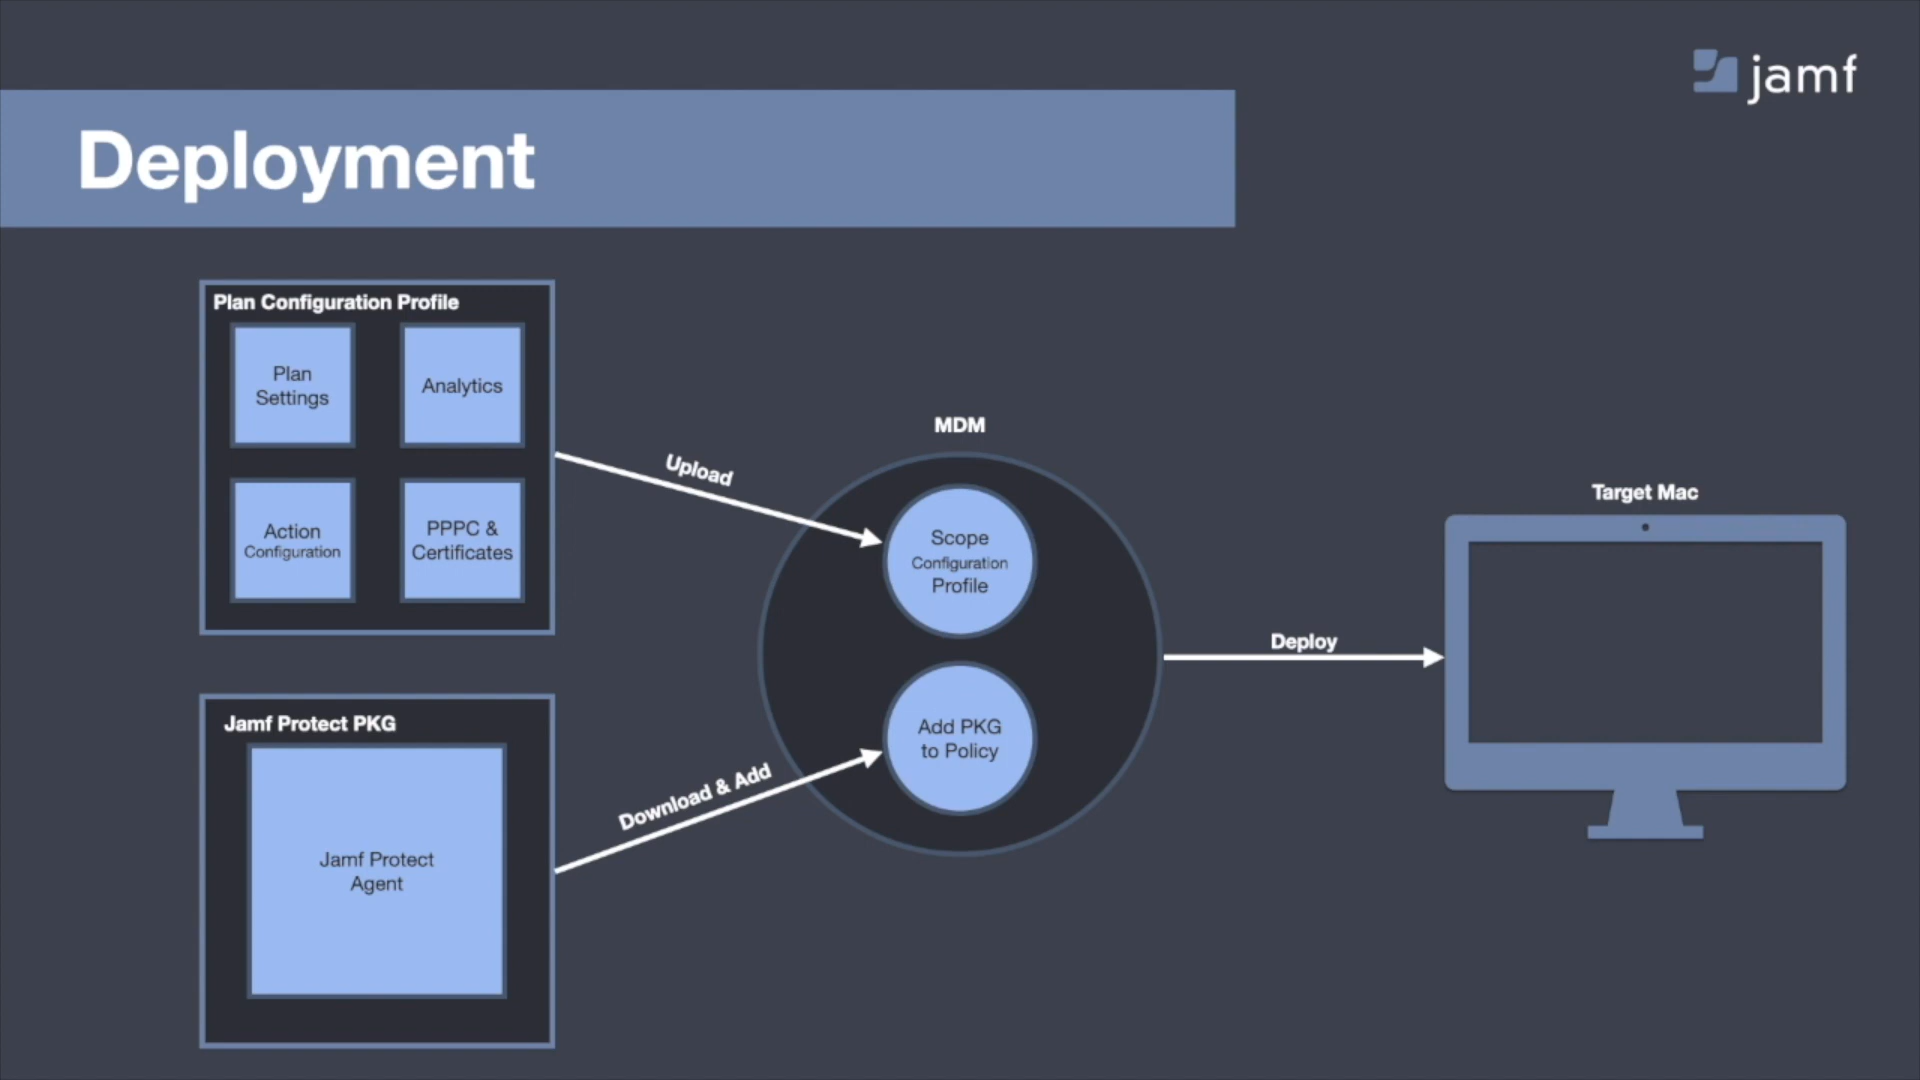 jamf
Deployment
Plan Configuration Profile
Plan
Settings
Analytics
Action
Configuration
PPPC &
Certificates
Upload
MDM
Scope
Configuration
Profile
Add PKG
to Policy
Jamf Protect PKG
Jamf Protect
Agent
Download & Add
Deploy
Target Mac